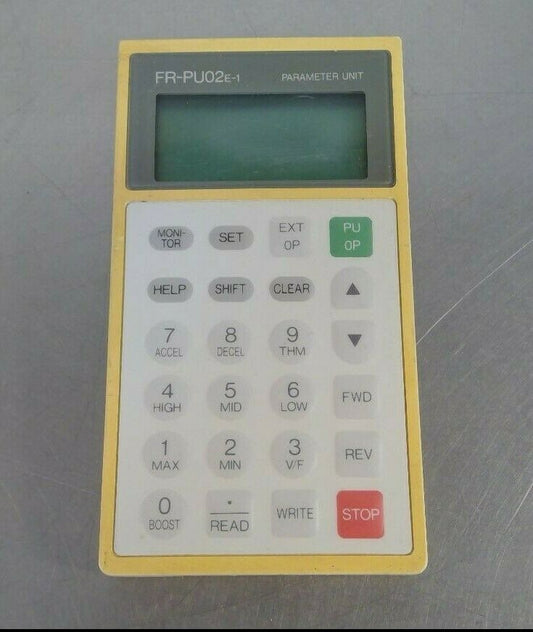 FR-PU02E-1 PARAMETER UNIT
MONI-
TOR
SET
EXT
OP
PU
OP
HELP
SHIFT
CLEAR
▲
7
ACCEL
8
DECEL
9
THM
▼
4
HIGH
5
MID
6
LOW
FWD
1
MAX
2
MIN
3
V/F
REV
0
BOOST
.
READ
WRITE
STOP